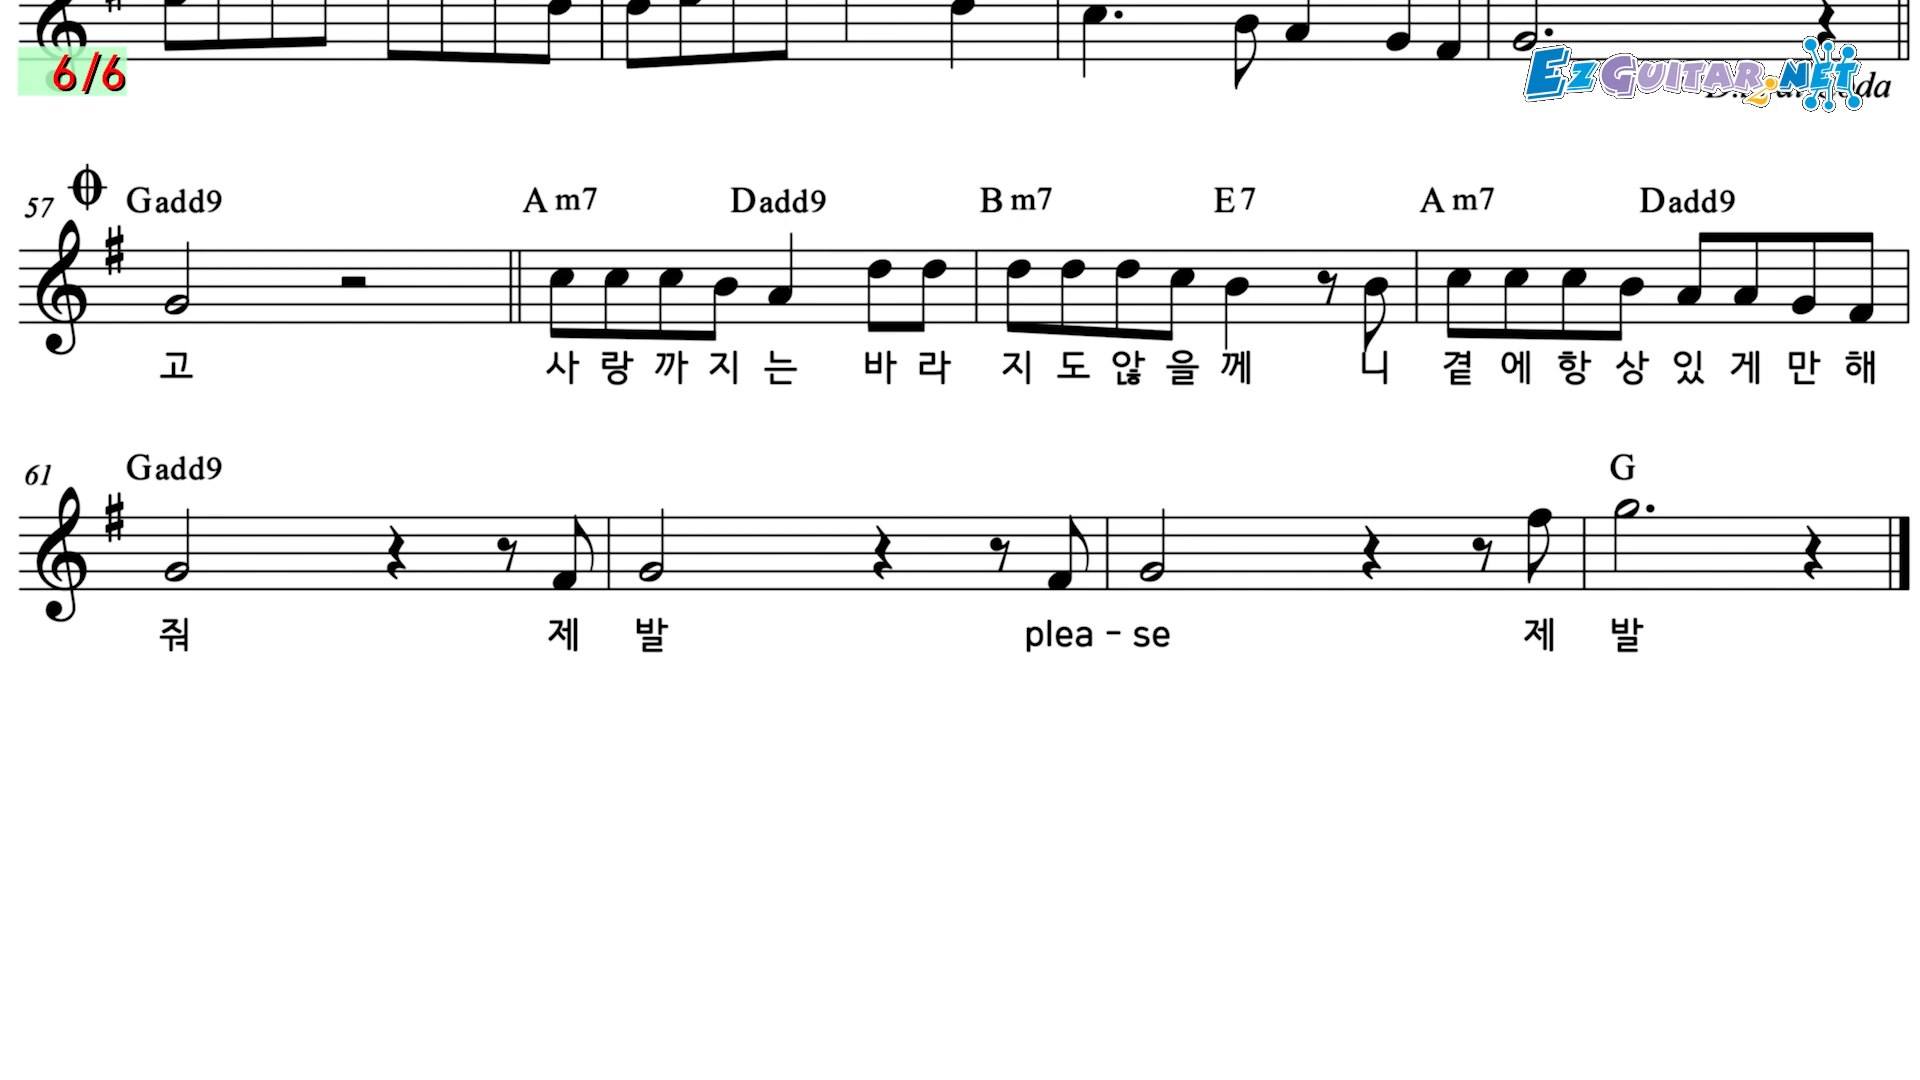 6/6
EzGuitar2.NET
57 Gadd9 Am7 Dadd9 Bm7 E7 Am7 Dadd9
고 사랑까지는 바라 지도않을께 니 곁에항상있게만해
61 Gadd9 G
줘 제 발 plea - se 제 발